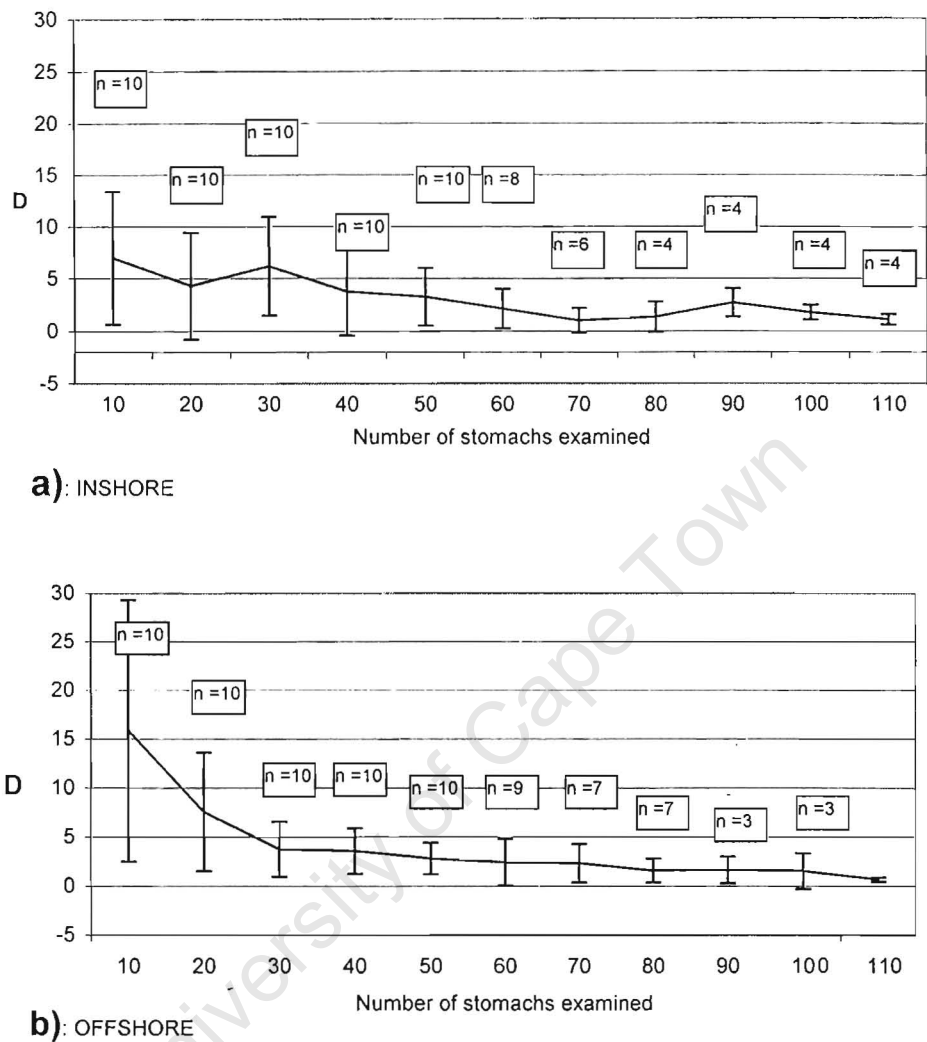 30
25
20
15
10
5
0
-5
D
n =10
n =10
n =10
n =10
n =10
n =8
n =6
n =4
n =4
n =4
n =4
10 20 30 40 50 60 70 80 90 100 110
Number of stomachs examined
a): INSHORE
30
25
20
15
10
5
0
-5
D
n =10
n =10
n =10
n =10
n =10
n =9
n =7
n =7
n =3
n =3
10 20 30 40 50 60 70 80 90 100 110
Number of stomachs examined
b): OFFSHORE
University of Cape Town